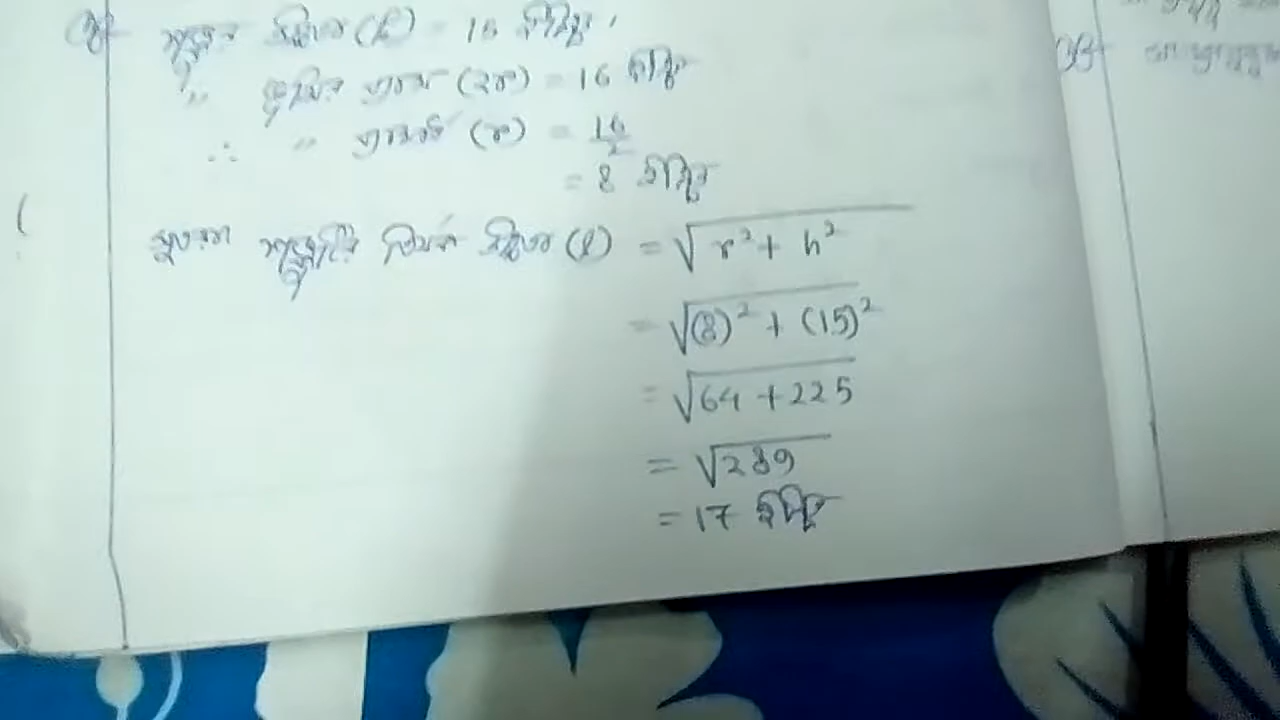 শঙ্কুর উচ্চতা (h) = 15 সেমি,
" ভূমির ব্যাস (2r) = 16 সেমি
∴ " ব্যাসার্ধ (r) = 16/2
= 8 সেমি
সুতরাং শঙ্কুটির তির্যক উচ্চতা (l) = √r² + h²
= √(8)² + (15)²
= √64 + 225
= √289
= 17 সেমি